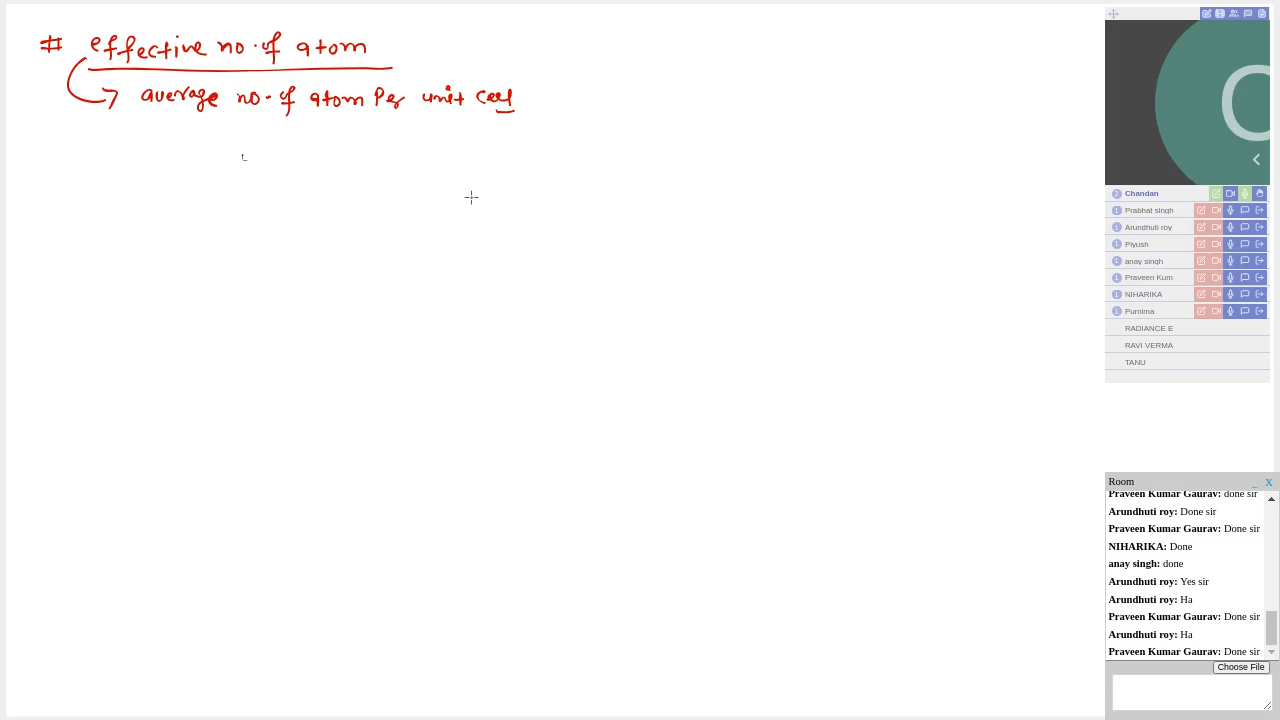 # effective no. of atom
average no. of atom Per unit cell
Chandan
Prabhat singh
Arundhuti roy
Piyush
anay singh
Praveen Kum
NIHARIKA
Purnima
RADIANCE E
RAVI VERMA
TANU
Room _ X
Praveen Kumar Gaurav: done sir
Arundhuti roy: Done sir
Praveen Kumar Gaurav: Done sir
NIHARIKA: Done
anay singh: done
Arundhuti roy: Yes sir
Arundhuti roy: Ha
Praveen Kumar Gaurav: Done sir
Arundhuti roy: Ha
Praveen Kumar Gaurav: Done sir
Choose File